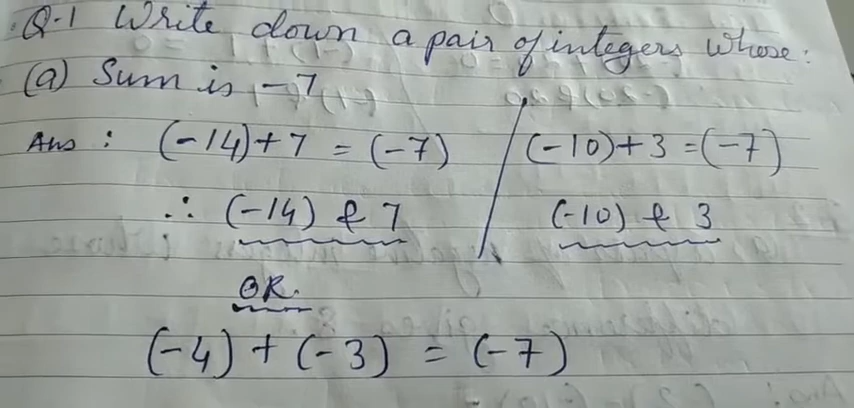 Q.1 Write down a pair of integers whose:
(a) Sum is -7
Ans : (-14)+7 = (-7) / (-10)+3 =(-7)
∴ (-14) & 7 (-10) & 3
OR.
(-4) + (-3) = (-7)